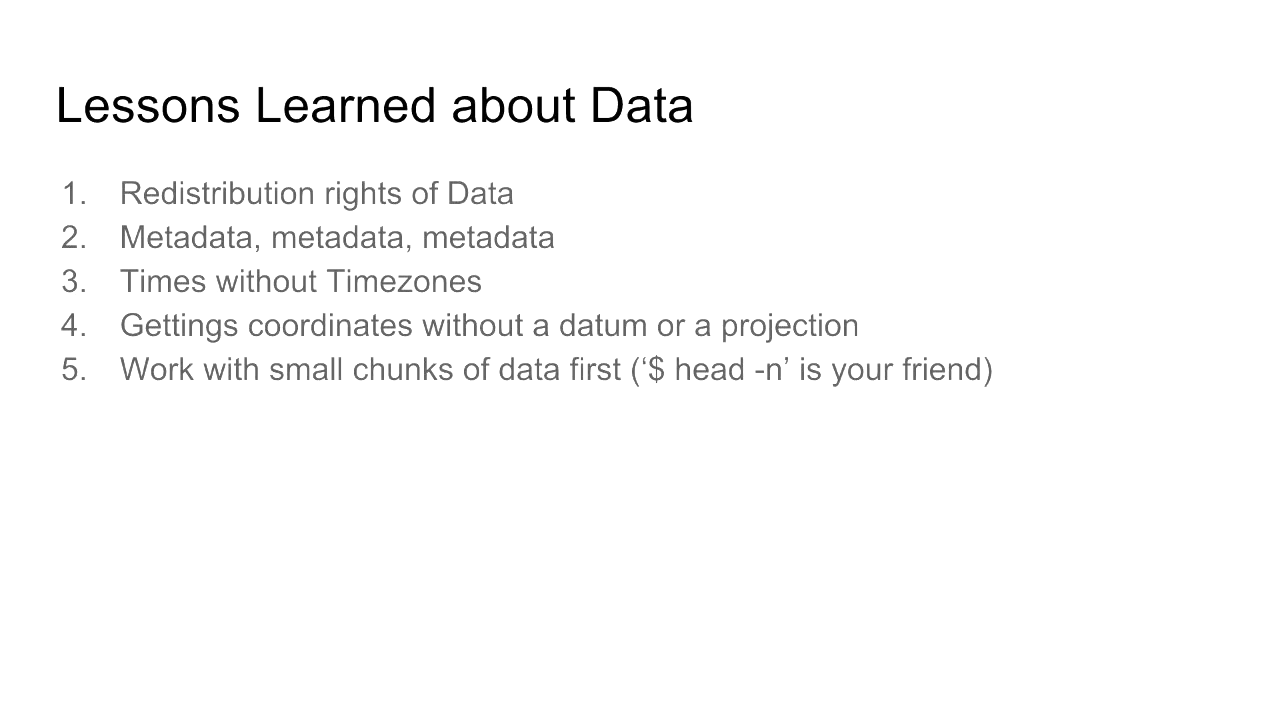 Lessons Learned about Data
1. Redistribution rights of Data
2. Metadata, metadata, metadata
3. Times without Timezones
4. Gettings coordinates without a datum or a projection
5. Work with small chunks of data first (‘$ head -n’ is your friend)